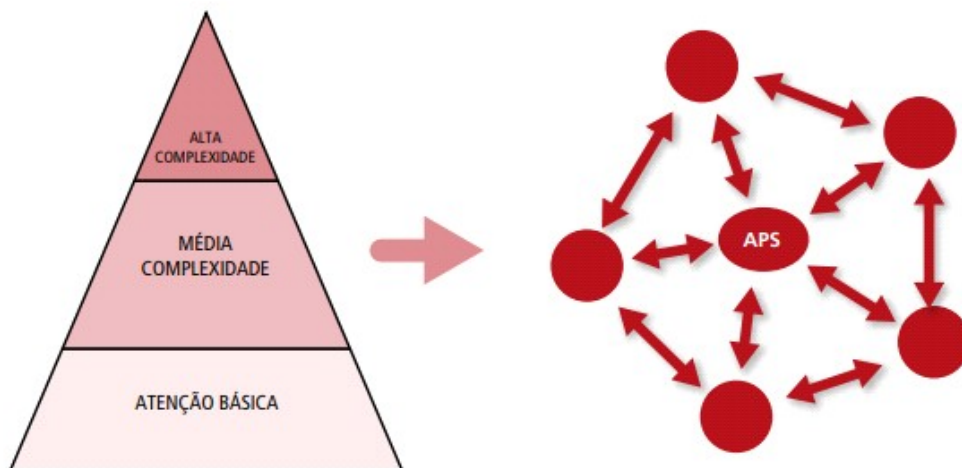 ALTA
COMPLEXIDADE
MÉDIA
COMPLEXIDADE
ATENÇÃO BÁSICA
APS